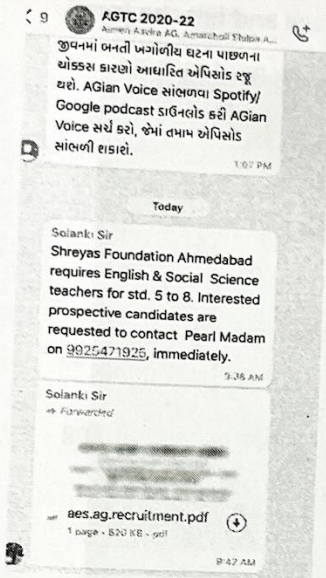 9
AGTC 2020-22
જીવનમાં બનતી ખગોળીય ઘટના પાછળના
ચોક્કસ કારણો આધારિત એપિસોડ રજૂ
થશે. AGian Voice સાંભળવા Spotify/
Google podcast ડાઉનલોડ કરી AGian
Voice સર્ચ કરો, જેમાં તમામ એપિસોડ
સાંભળી શકાશે.
1:07 PM
Today
Solanki Sir
Shreyas Foundation Ahmedabad
requires English & Social Science
teachers for std. 5 to 8. Interested
prospective candidates are
requested to contact Pearl Madam
on 9925471925, immediately.
9:38 AM
Solanki Sir
Forwarded
aes.ag.recruitment.pdf
1 page • 520 KB • pdf
9:42 AM